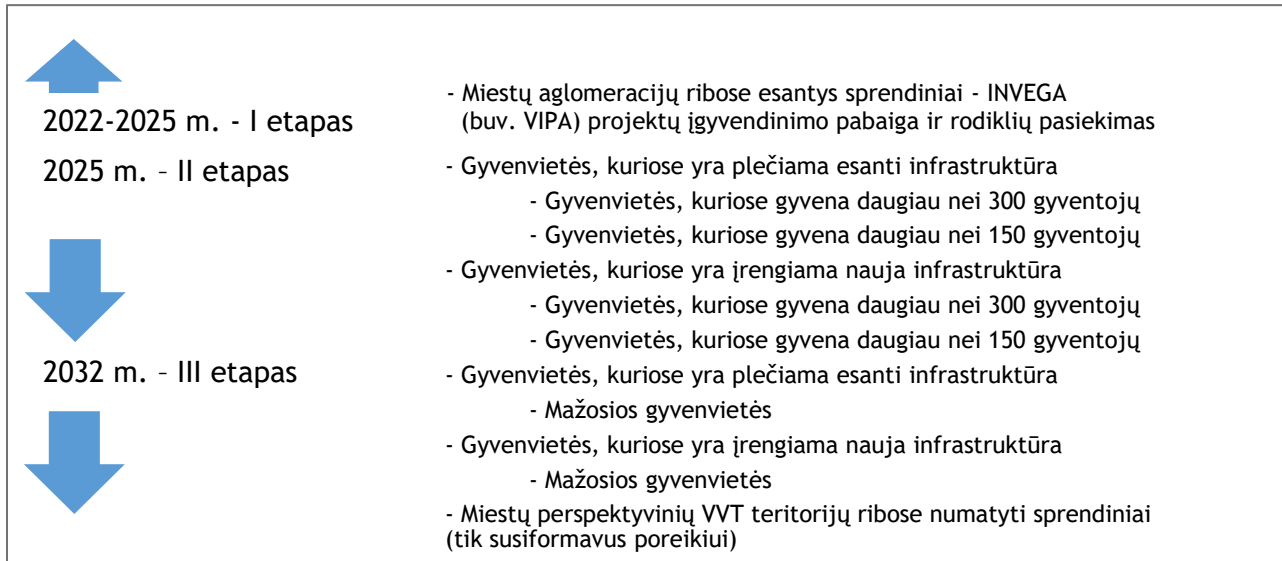 2022-2025 m. - I etapas
- Miestų aglomeracijų ribose esantys sprendiniai - INVEGA
(buv. VIPA) projektų įgyvendinimo pabaiga ir rodiklių pasiekimas
2025 m. – II etapas
- Gyvenvietės, kuriose yra plečiama esanti infrastruktūra
- Gyvenvietės, kuriose gyvena daugiau nei 300 gyventojų
- Gyvenvietės, kuriose gyvena daugiau nei 150 gyventojų
- Gyvenvietės, kuriose yra įrengiama nauja infrastruktūra
- Gyvenvietės, kuriose gyvena daugiau nei 300 gyventojų
- Gyvenvietės, kuriose gyvena daugiau nei 150 gyventojų
2032 m. – III etapas
- Gyvenvietės, kuriose yra plečiama esanti infrastruktūra
- Mažosios gyvenvietės
- Gyvenvietės, kuriose yra įrengiama nauja infrastruktūra
- Mažosios gyvenvietės
- Miestų perspektyvinių VVT teritorijų ribose numatyti sprendiniai
(tik susiformavus poreikiui)